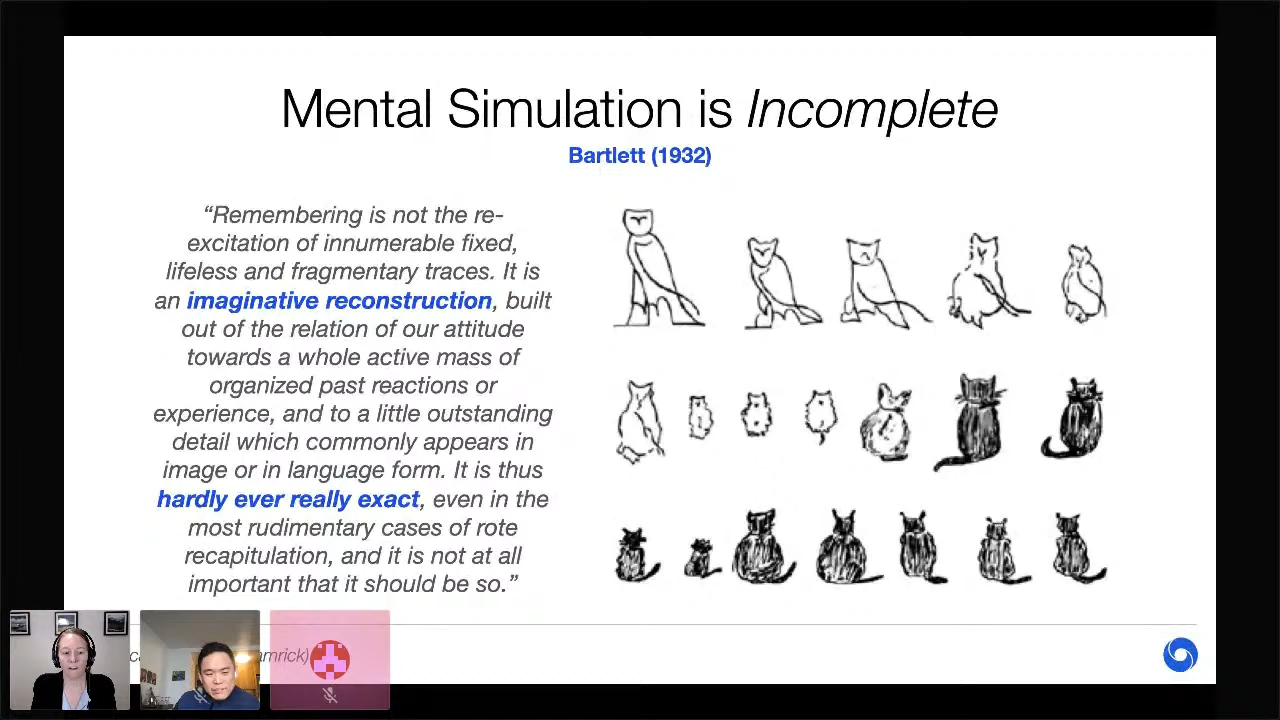 Mental Simulation is Incomplete
Bartlett (1932)
“Remembering is not the re-
excitation of innumerable fixed,
lifeless and fragmentary traces. It is
an imaginative reconstruction, built
out of the relation of our attitude
towards a whole active mass of
organized past reactions or
experience, and to a little outstanding
detail which commonly appears in
image or in language form. It is thus
hardly ever really exact, even in the
most rudimentary cases of rote
recapitulation, and it is not at all
important that it should be so.”
amrick)